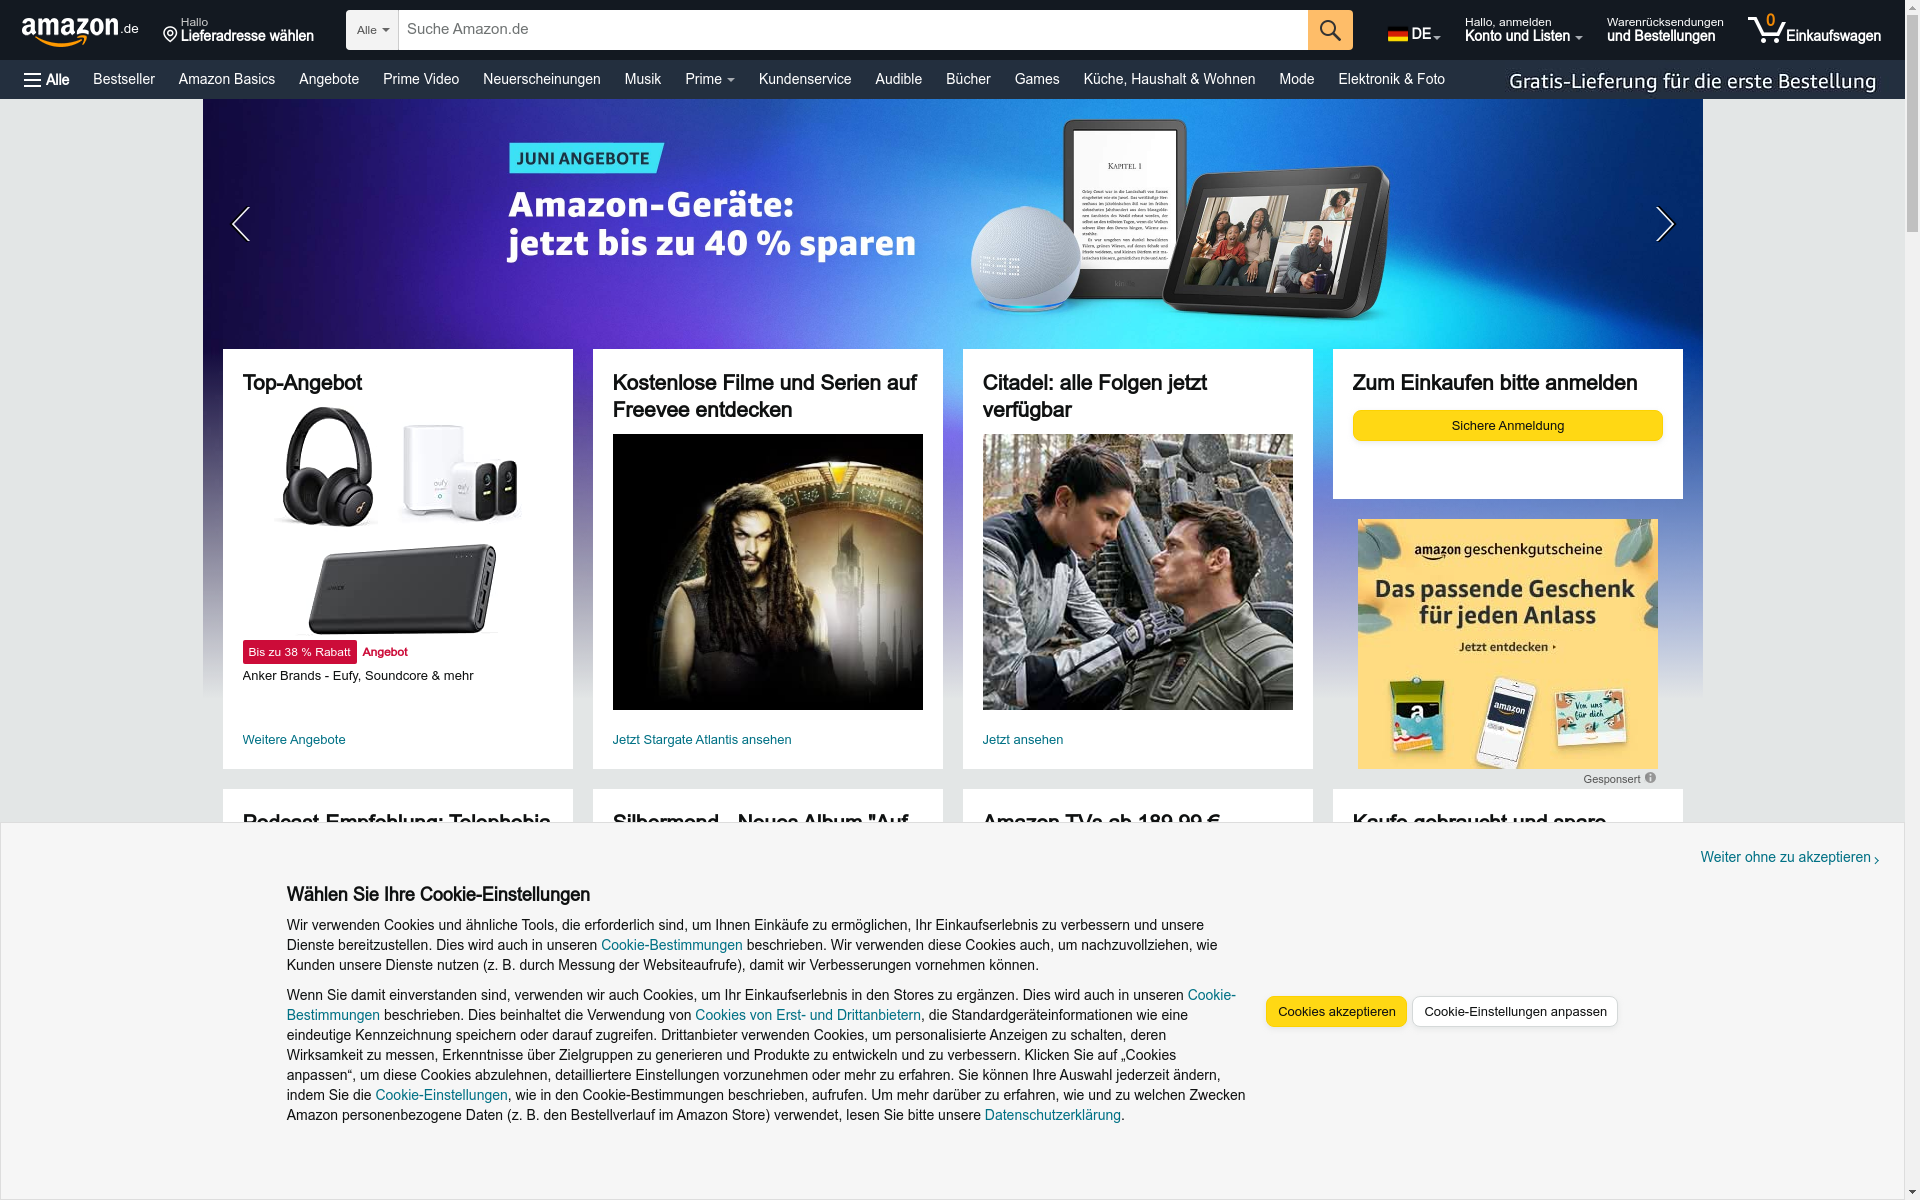 amazon.de
Hallo
Lieferadresse wählen
Alle
Suche Amazon.de
DE
Hallo, anmelden
Konto und Listen
Warenrücksendungen
und Bestellungen
0
Einkaufswagen
Alle
Bestseller
Amazon Basics
Angebote
Prime Video
Neuerscheinungen
Musik
Prime
Kundenservice
Audible
Bücher
Games
Küche, Haushalt & Wohnen
Mode
Elektronik & Foto
Gratis-Lieferung für die erste Bestellung
JUNI ANGEBOTE
Amazon-Geräte:
jetzt bis zu 40 % sparen
KAPITEL I
Top-Angebot
eufy
eufy
ANKER
Bis zu 38 % Rabatt
Angebot
Anker Brands - Eufy, Soundcore & mehr
Weitere Angebote
Kostenlose Filme und Serien auf
Freevee entdecken
Jetzt Stargate Atlantis ansehen
Citadel: alle Folgen jetzt
verfügbar
Jetzt ansehen
Zum Einkaufen bitte anmelden
Sichere Anmeldung
amazon geschenkgutscheine
Das passende Geschenk
für jeden Anlass
Jetzt entdecken
a
amazon
Von uns
für dich
Gesponsert
Podcast-Empfehlung: Telephobia
Silbermond - Neues Album "Auf
Amazon TVs ab 189,99 €
Kaufe gebraucht und spare
Weiter ohne zu akzeptieren
Wählen Sie Ihre Cookie-Einstellungen
Wir verwenden Cookies und ähnliche Tools, die erforderlich sind, um Ihnen Einkäufe zu ermöglichen, Ihr Einkaufserlebnis zu verbessern und unsere
Dienste bereitzustellen. Dies wird auch in unseren Cookie-Bestimmungen beschrieben. Wir verwenden diese Cookies auch, um nachzuvollziehen, wie
Kunden unsere Dienste nutzen (z. B. durch Messung der Websiteaufrufe), damit wir Verbesserungen vornehmen können.
Wenn Sie damit einverstanden sind, verwenden wir auch Cookies, um Ihr Einkaufserlebnis in den Stores zu ergänzen. Dies wird auch in unseren Cookie-
Bestimmungen beschrieben. Dies beinhaltet die Verwendung von Cookies von Erst- und Drittanbietern, die Standardgeräteinformationen wie eine
eindeutige Kennzeichnung speichern oder darauf zugreifen. Drittanbieter verwenden Cookies, um personalisierte Anzeigen zu schalten, deren
Wirksamkeit zu messen, Erkenntnisse über Zielgruppen zu generieren und Produkte zu entwickeln und zu verbessern. Klicken Sie auf „Cookies
anpassen“, um diese Cookies abzulehnen, detailliertere Einstellungen vorzunehmen oder mehr zu erfahren. Sie können Ihre Auswahl jederzeit ändern,
indem Sie die Cookie-Einstellungen, wie in den Cookie-Bestimmungen beschrieben, aufrufen. Um mehr darüber zu erfahren, wie und zu welchen Zwecken
Amazon personenbezogene Daten (z. B. den Bestellverlauf im Amazon Store) verwendet, lesen Sie bitte unsere Datenschutzerklärung.
Cookies akzeptieren
Cookie-Einstellungen anpassen